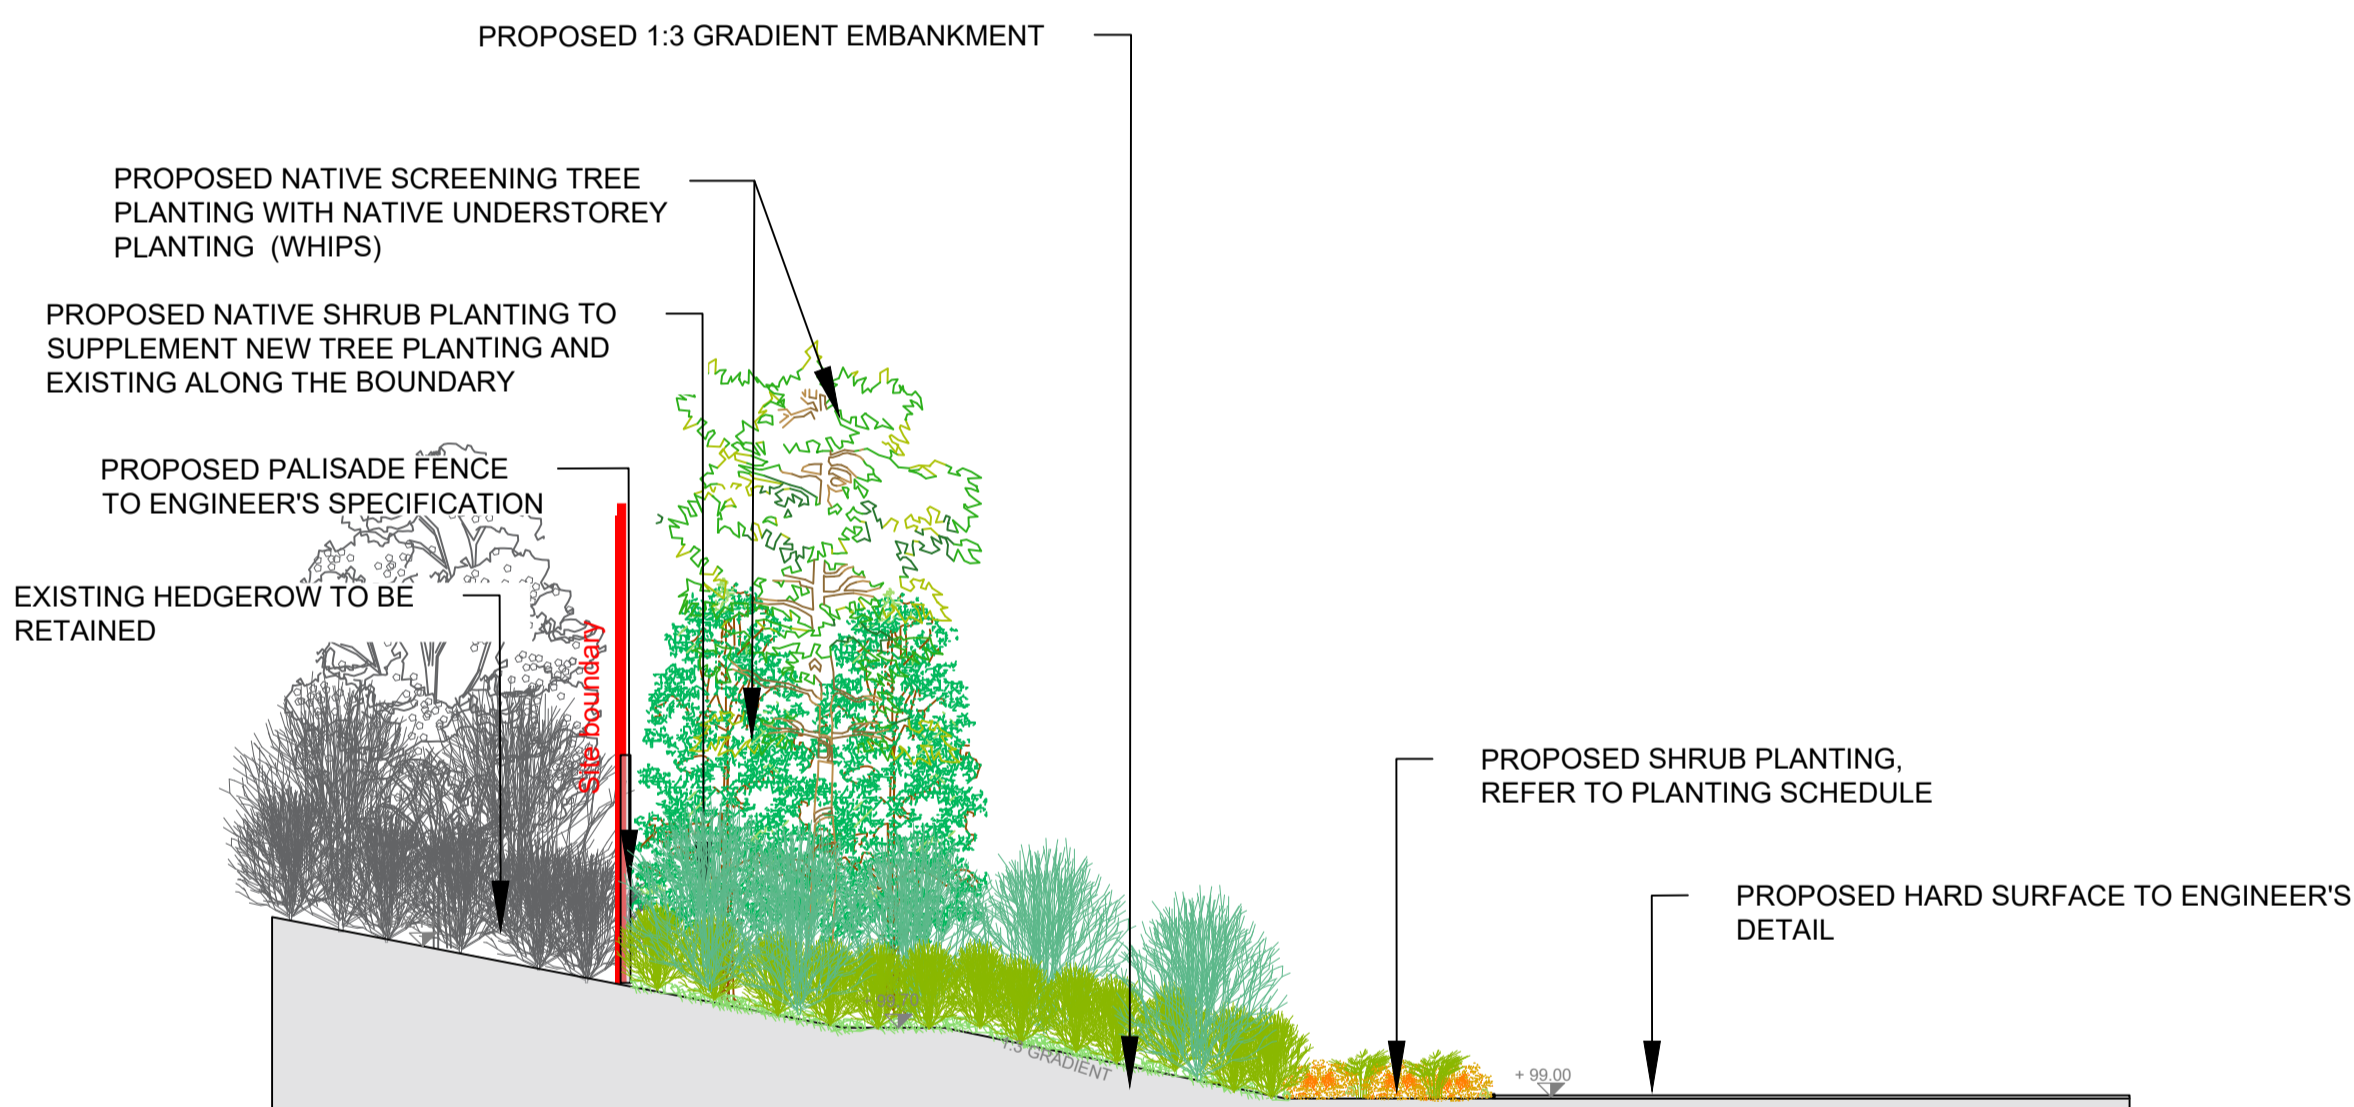 PROPOSED 1:3 GRADIENT EMBANKMENT
PROPOSED NATIVE SCREENING TREE
PLANTING WITH NATIVE UNDERSTOREY
PLANTING (WHIPS)
PROPOSED NATIVE SHRUB PLANTING TO
SUPPLEMENT NEW TREE PLANTING AND
EXISTING ALONG THE BOUNDARY
PROPOSED PALISADE FENCE
TO ENGINEER'S SPECIFICATION
EXISTING HEDGEROW TO BE
RETAINED
Site boundary
PROPOSED SHRUB PLANTING,
REFER TO PLANTING SCHEDULE
PROPOSED HARD SURFACE TO ENGINEER'S
DETAIL
+ 99.70
1:3 GRADIENT
+ 99.00